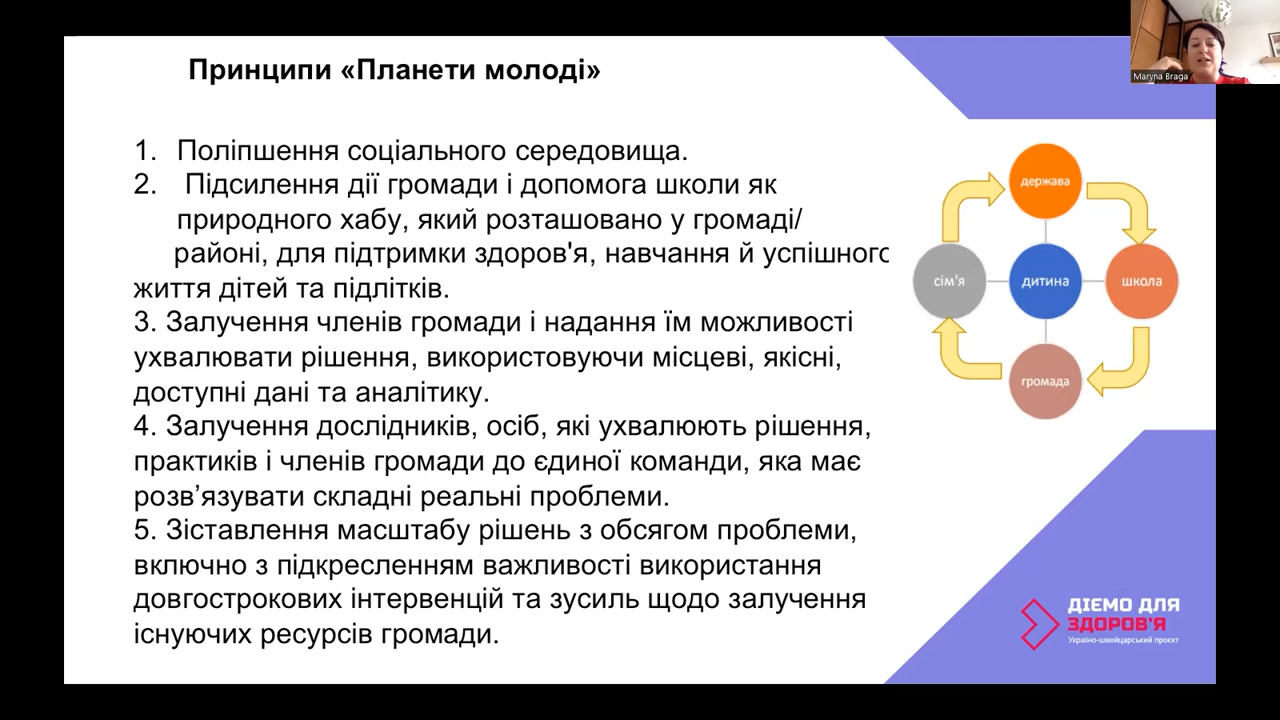 Принципи «Планети молоді»
Maryna Braga
1. Поліпшення соціального середовища.
2. Підсилення дії громади і допомога школи як
природного хабу, який розташовано у громаді/
районі, для підтримки здоров'я, навчання й успішного
життя дітей та підлітків.
3. Залучення членів громади і надання їм можливості
ухвалювати рішення, використовуючи місцеві, якісні,
доступні дані та аналітику.
4. Залучення дослідників, осіб, які ухвалюють рішення,
практиків і членів громади до єдиної команди, яка має
розв’язувати складні реальні проблеми.
5. Зіставлення масштабу рішень з обсягом проблеми,
включно з підкресленням важливості використання
довгострокових інтервенцій та зусиль щодо залучення
існуючих ресурсів громади.
держава
сім'я
дитина
школа
громада
ДІЄМО ДЛЯ
ЗДОРОВ'Я
Україно-швейцарський проєкт